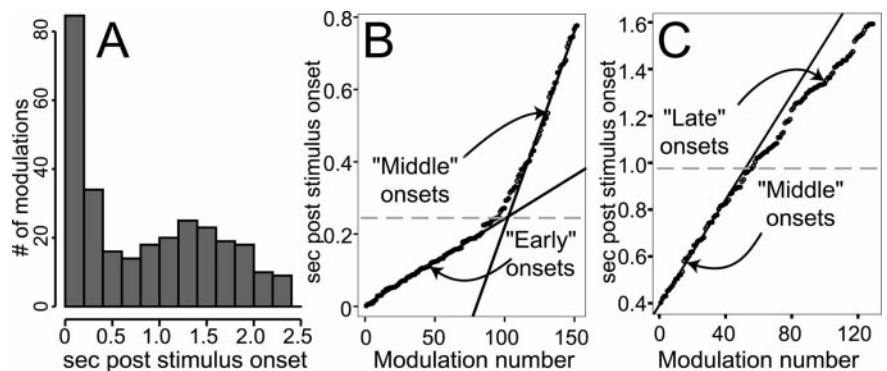 A
# of modulations
80
60
40
20
0
0 0.5 1.0 1.5 2.0 2.5
sec post stimulus onset
B
sec post stimulus onset
0.8
0.6
0.4
0.2
0
"Middle"
onsets
"Early"
onsets
0 50 100 150
Modulation number
C
sec post stimulus onset
1.6
1.4
1.2
1.0
0.8
0.6
0.4
"Late"
onsets
"Middle"
onsets
0 40 80 120
Modulation number